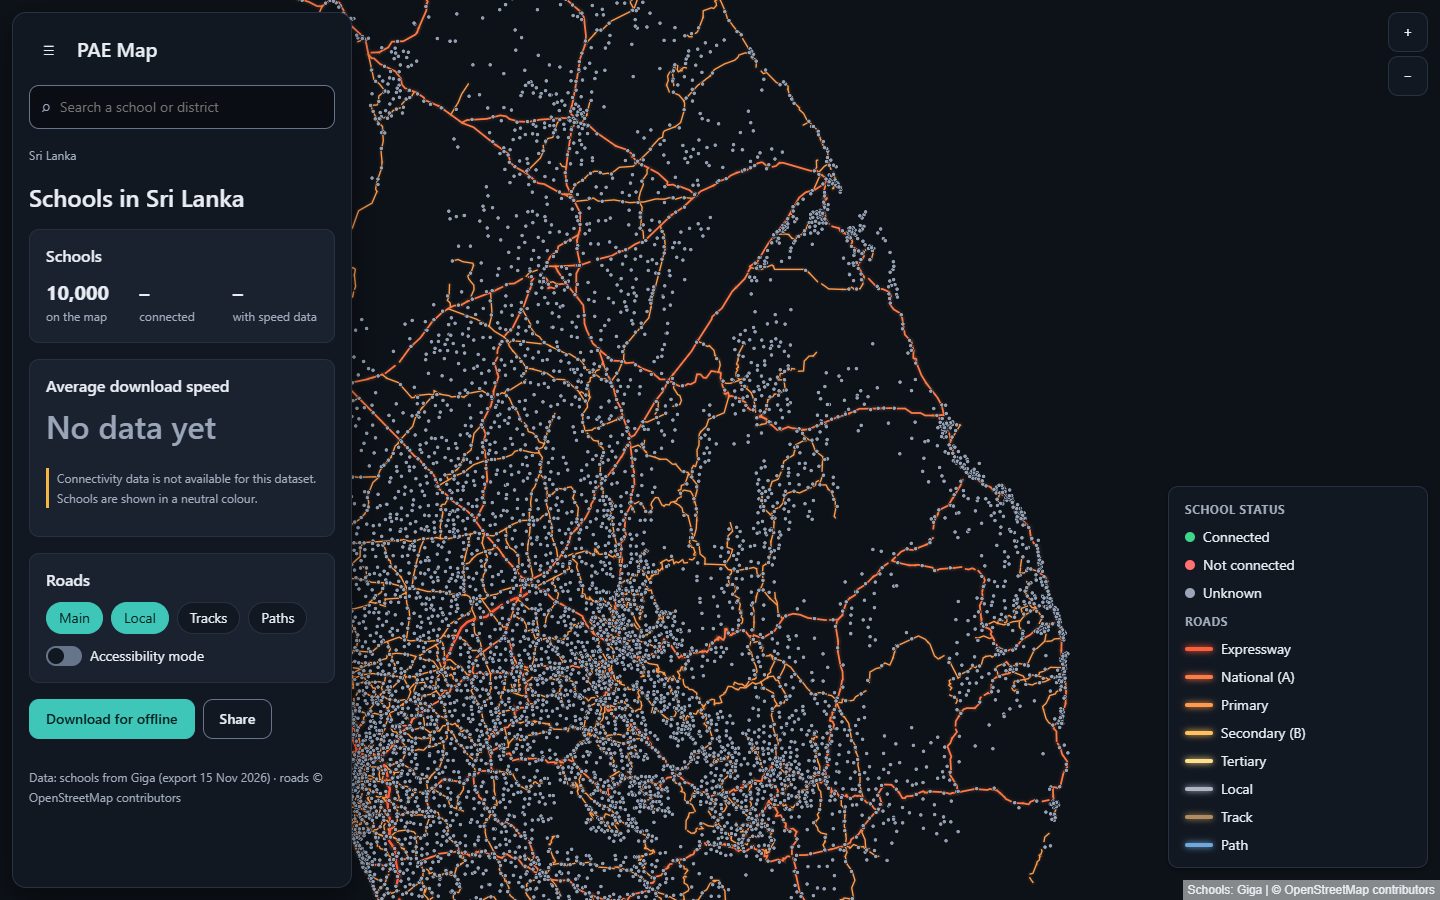 ☰ PAE Map
Search a school or district
Sri Lanka
Schools in Sri Lanka
Schools
10,000 – –
on the map connected with speed data
Average download speed
No data yet
Connectivity data is not available for this dataset.
Schools are shown in a neutral colour.
Roads
Main Local Tracks Paths
Accessibility mode
Download for offline Share
Data: schools from Giga (export 15 Nov 2026) · roads ©
OpenStreetMap contributors
+
−
SCHOOL STATUS
Connected
Not connected
Unknown
ROADS
Expressway
National (A)
Primary
Secondary (B)
Tertiary
Local
Track
Path
Schools: Giga | © OpenStreetMap contributors